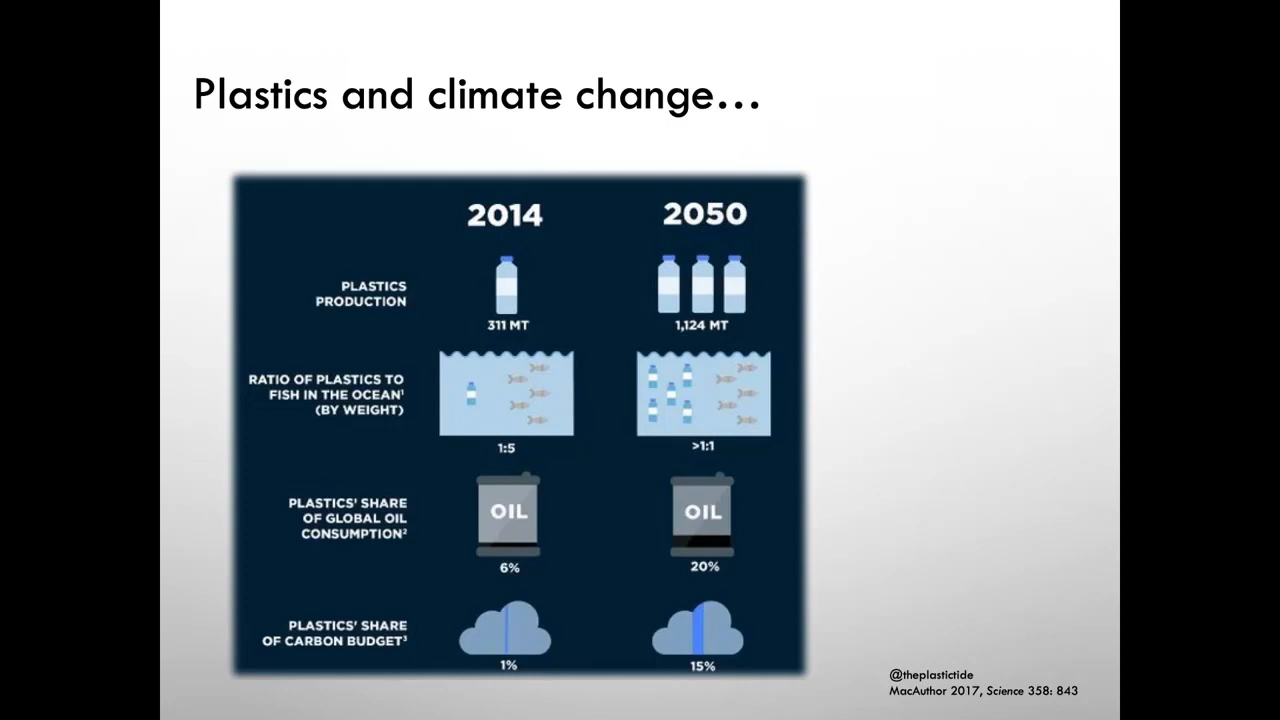 Plastics and climate change...
2014 2050
PLASTICS
PRODUCTION
311 MT 1,124 MT
RATIO OF PLASTICS TO
FISH IN THE OCEAN¹
(BY WEIGHT)
1:5 >1:1
PLASTICS' SHARE
OF GLOBAL OIL
CONSUMPTION²
OIL OIL
6% 20%
PLASTICS' SHARE
OF CARBON BUDGET³
1% 15%
@theplastictide
MacAuthor 2017, Science 358: 843